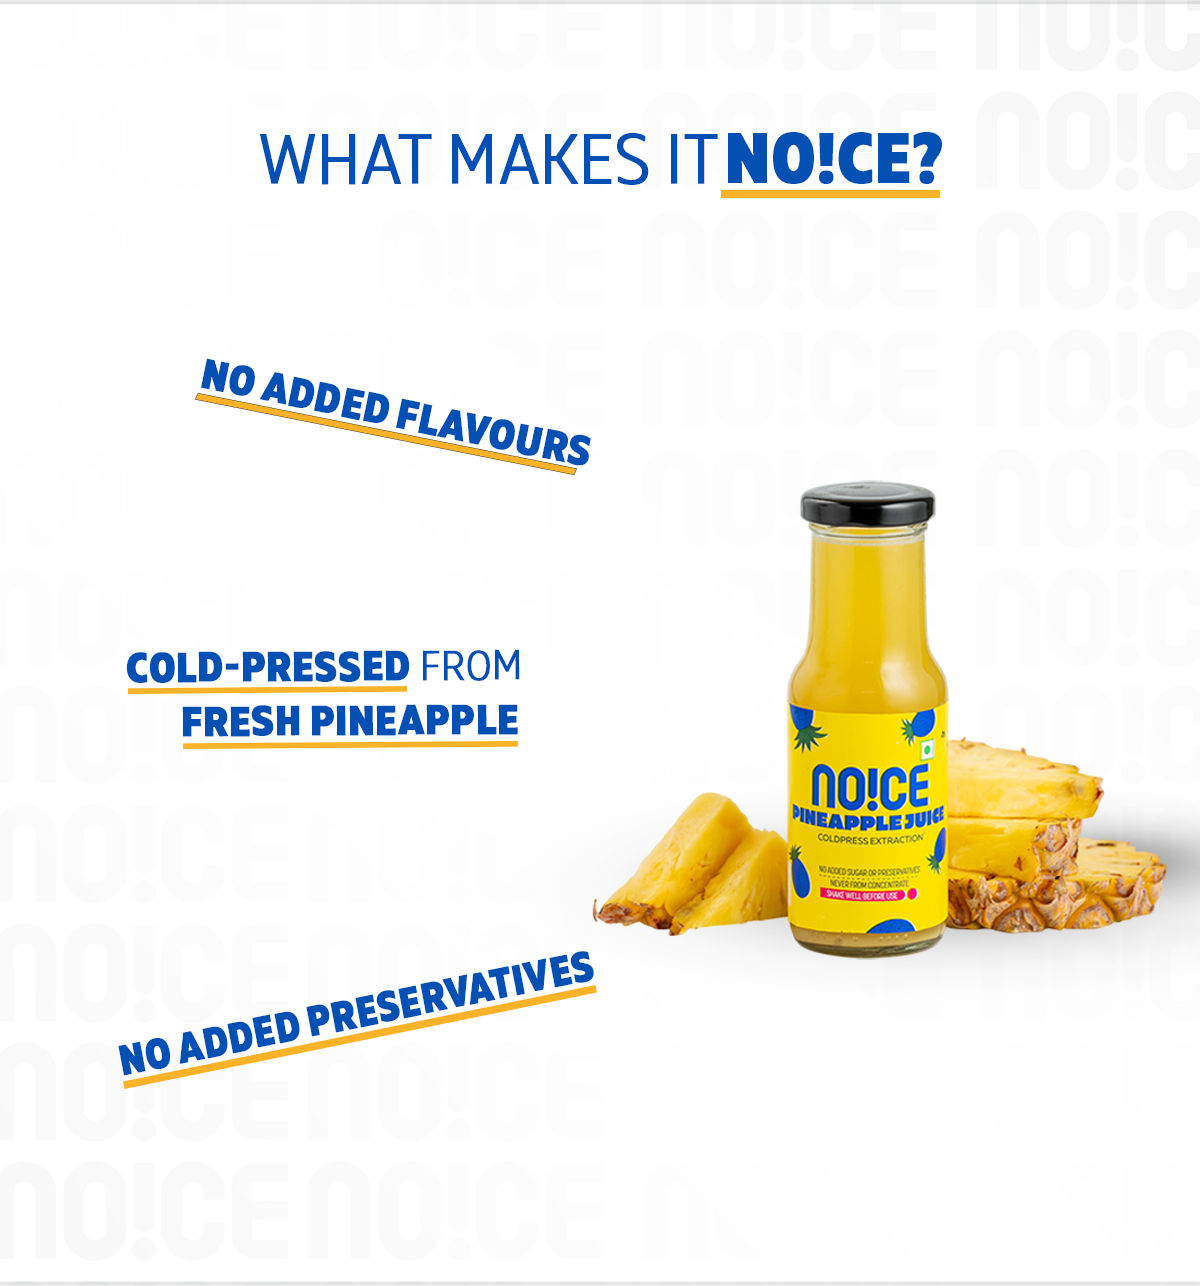 WHAT MAKES IT NO!CE?
NO ADDED FLAVOURS
COLD-PRESSED FROM
FRESH PINEAPPLE
NO!CE
PINEAPPLE JUICE
COLDPRESS EXTRACTION
NO ADDED SUGAR OR PRESERVATIVES
NEVER FROM CONCENTRATE
SHAKE WELL BEFORE USE
NO ADDED PRESERVATIVES